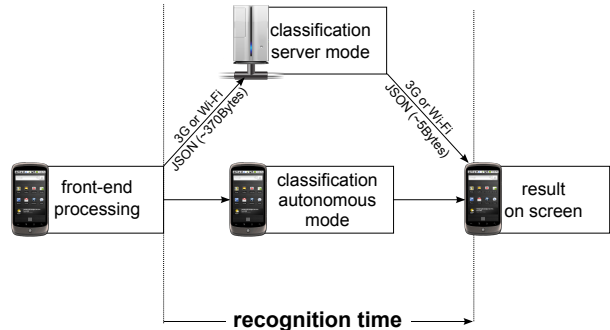 classification
server mode
3G or Wi-Fi
JSON (~370Bytes)
3G or Wi-Fi
JSON (~5Bytes)
front-end
processing
classification
autonomous
mode
result
on screen
recognition time